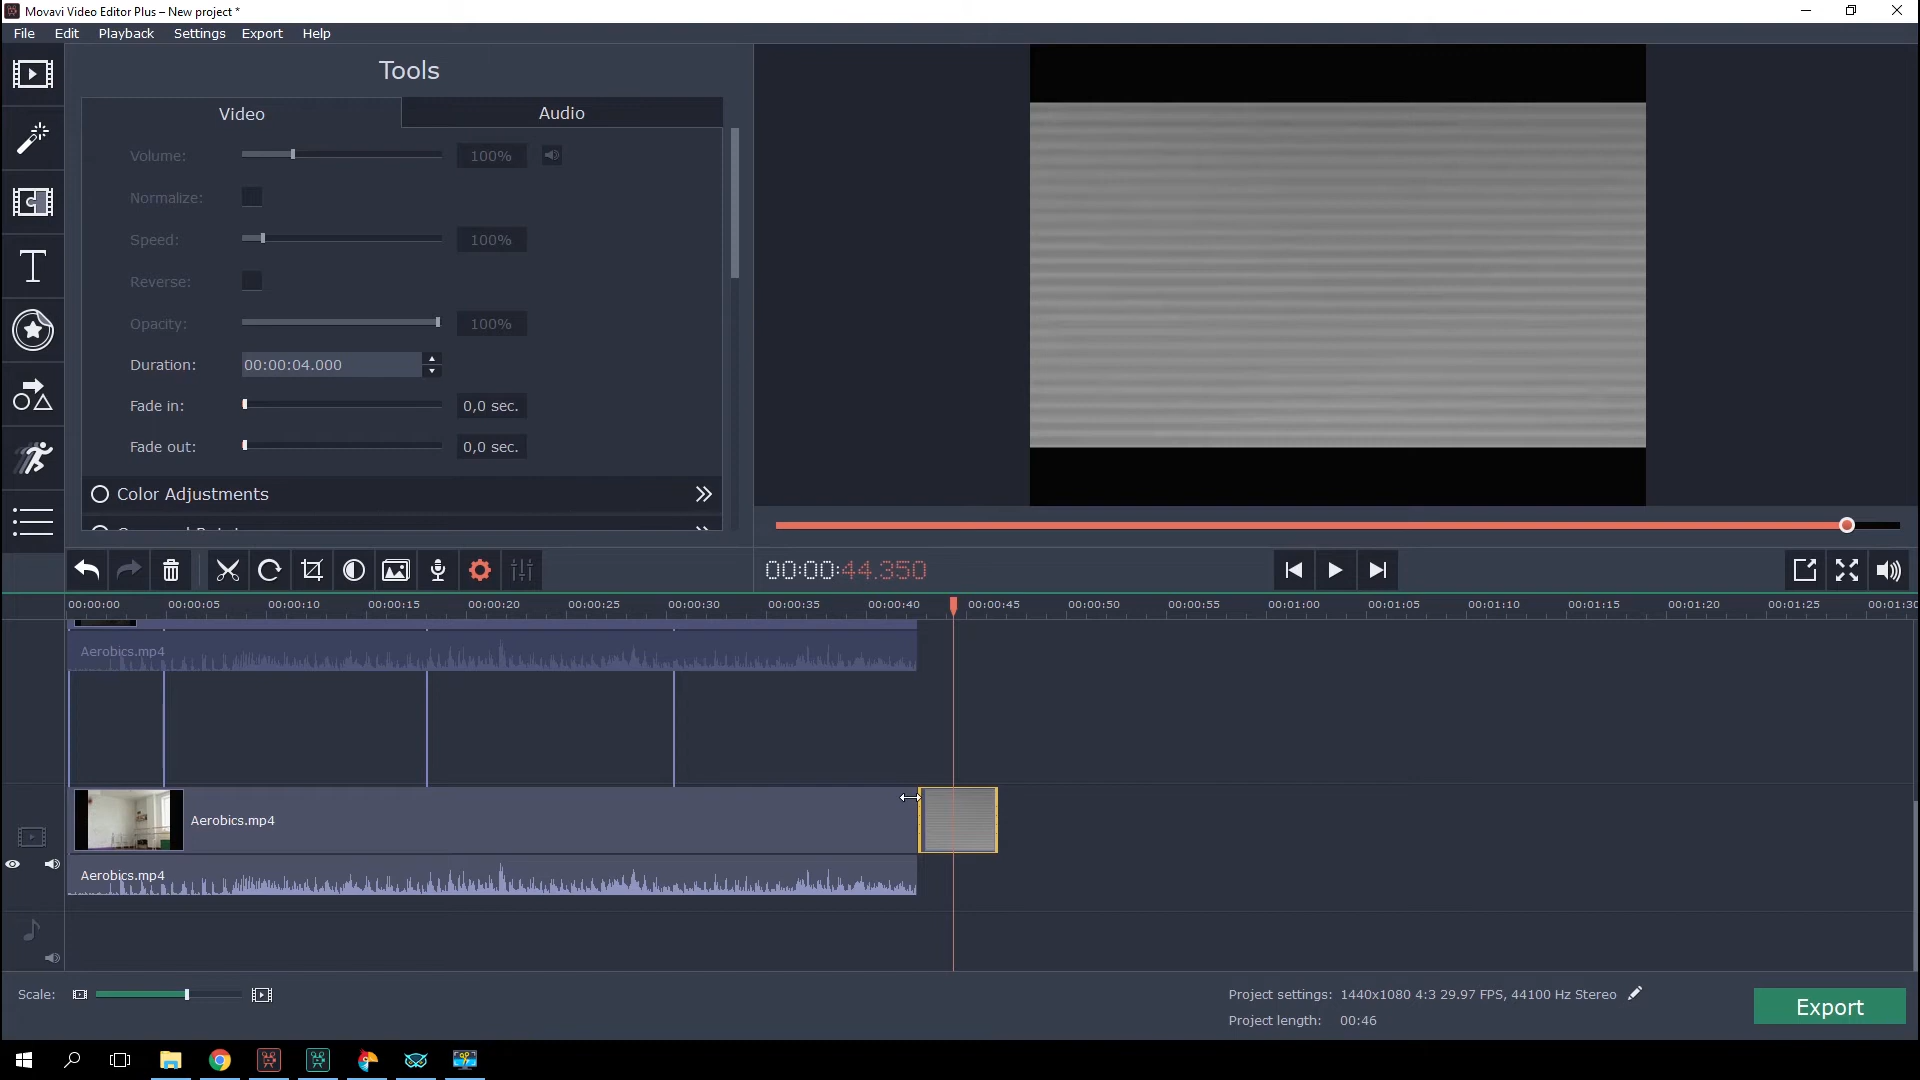 Movavi Video Editor Plus – New project *
File Edit Playback Settings Export Help
Tools
Video Audio
Volume: 100%
Normalize:
Speed: 100%
Reverse:
Opacity: 100%
Duration: 00:00:04.000
Fade in: 0,0 sec.
Fade out: 0,0 sec.
Color Adjustments
00:00:44.350
00:00:00 00:00:05 00:00:10 00:00:15 00:00:20 00:00:25 00:00:30 00:00:35 00:00:40 00:00:45 00:00:50 00:00:55 00:01:00 00:01:05 00:01:10 00:01:15 00:01:20 00:01:25 00:01:30
Aerobics.mp4
Aerobics.mp4
Aerobics.mp4
Scale:
Project settings: 1440x1080 4:3 29.97 FPS, 44100 Hz Stereo
Project length: 00:46
Export